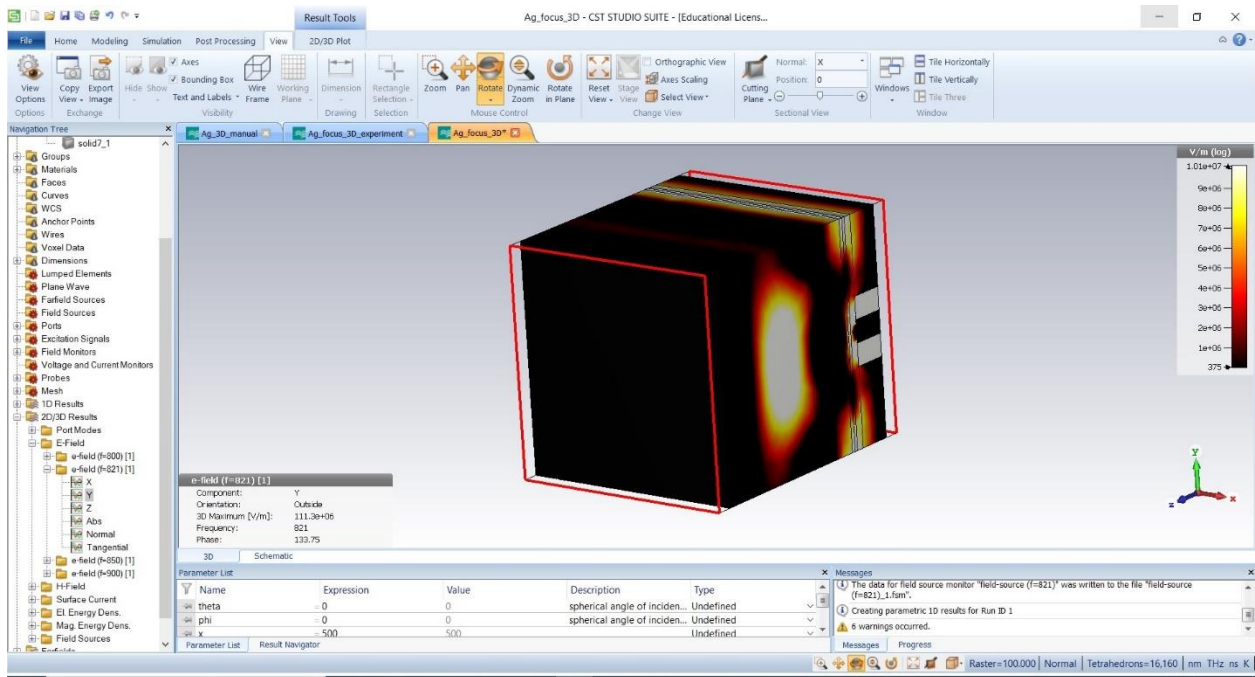 Result Tools
Ag_focus_3D - CST STUDIO SUITE - [Educational Licens...
File Home Modeling Simulation Post Processing View 2D/3D Plot
View Options
Copy View
Export Image
Hide Show
Axes
Bounding Box
Text and Labels
Wire Frame
Working Plane
Dimension
Rectangle Selection
Zoom Pan Rotate Dynamic Zoom Rotate in Plane
Reset View
Stage View
Orthographic View
Axes Scaling
Select View
Cutting Plane
Normal: X
Position: 0
Windows
Tile Horizontally
Tile Vertically
Tile Three
Options Exchange Visibility Drawing Selection Mouse Control Change View Sectional View Window
Navigation Tree
Ag_3D_manual Ag_focus_3D_experiment Ag_focus_3D*
solid7_1
Groups
Materials
Faces
Curves
WCS
Anchor Points
Wires
Voxel Data
Dimensions
Lumped Elements
Plane Wave
Farfield Sources
Field Sources
Ports
Excitation Signals
Field Monitors
Voltage and Current Monitors
Probes
Mesh
1D Results
2D/3D Results
Port Modes
E-Field
e-field (f=800) [1]
e-field (f=821) [1]
X
Y
Z
Abs
Normal
Tangential
e-field (f=850) [1]
e-field (f=900) [1]
H-Field
Surface Current
El. Energy Dens.
Mag. Energy Dens.
Field Sources
V/m (log)
1.01e+07
9e+06
8e+06
7e+06
6e+06
5e+06
4e+06
3e+06
2e+06
1e+06
375
y
z
x
e-field (f=821) [1]
Component: Y
Orientation: Outside
3D Maximum [V/m]: 111.3e+06
Frequency: 821
Phase: 133.75
3D Schematic
Parameter List
Name Expression Value Description Type
theta = 0 0 spherical angle of inciden... Undefined
phi = 0 0 spherical angle of inciden... Undefined
x = 500 500 Undefined
Parameter List Result Navigator
Messages
The data for field source monitor "field-source (f=821)" was written to the file "field-source
(f=821)_1.fsm".
Creating parametric 1D results for Run ID 1
6 warnings occurred.
Messages Progress
Raster=100.000 Normal Tetrahedrons=16,160 nm THz ns K